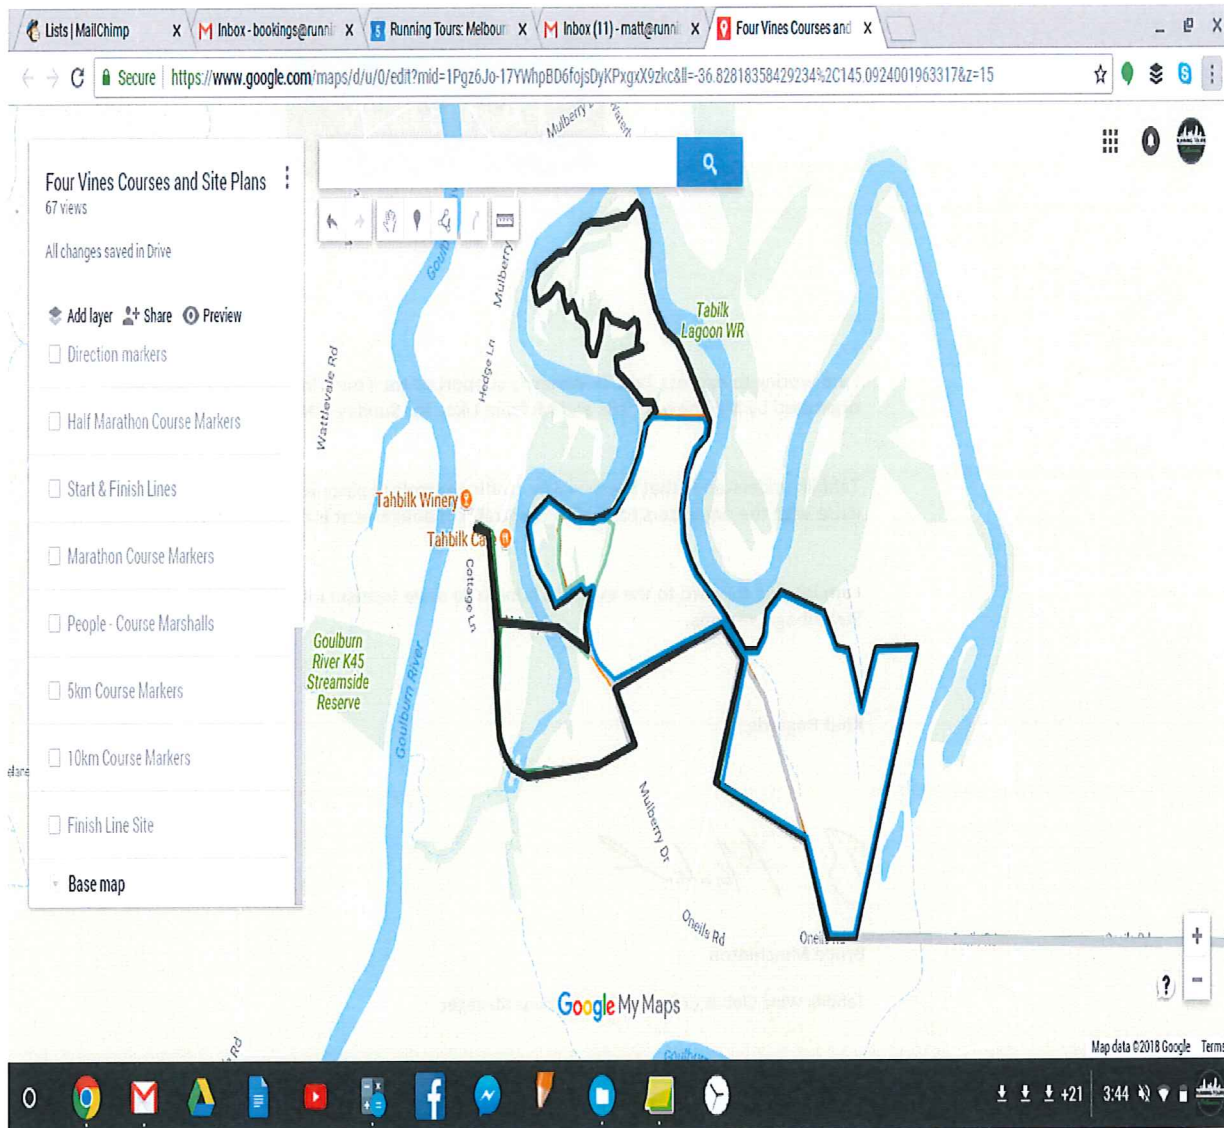 Lists | MailChimp
Inbox - bookings@runni
Running Tours: Melbour
Inbox (11) - matt@runni
Four Vines Courses and
Secure
https://www.google.com/maps/d/u/0/edit?mid=1Pgz6Jo-17YWhpBD6fojsDyKPxgxX9zkc&ll=-36.82818358429234%2C145.0924001963317&z=15
Four Vines Courses and Site Plans
67 views
All changes saved in Drive
Add layer
Share
Preview
Direction markers
Half Marathon Course Markers
Start & Finish Lines
Marathon Course Markers
People - Course Marshalls
5km Course Markers
10km Course Markers
Finish Line Site
Base map
Mulberry
Goulb
Mulberry
Hedge Ln
Wattlevale Rd
Tabilk
Lagoon WR
Tahbilk Winery
Tahbilk Ca
Cottage Ln
Goulburn
River K45
Streamside
Reserve
Goulburn River
Mulberry Dr
Oneils Rd
Rd
Google My Maps
Map data ©2018 Google
Terms
+21
3:44